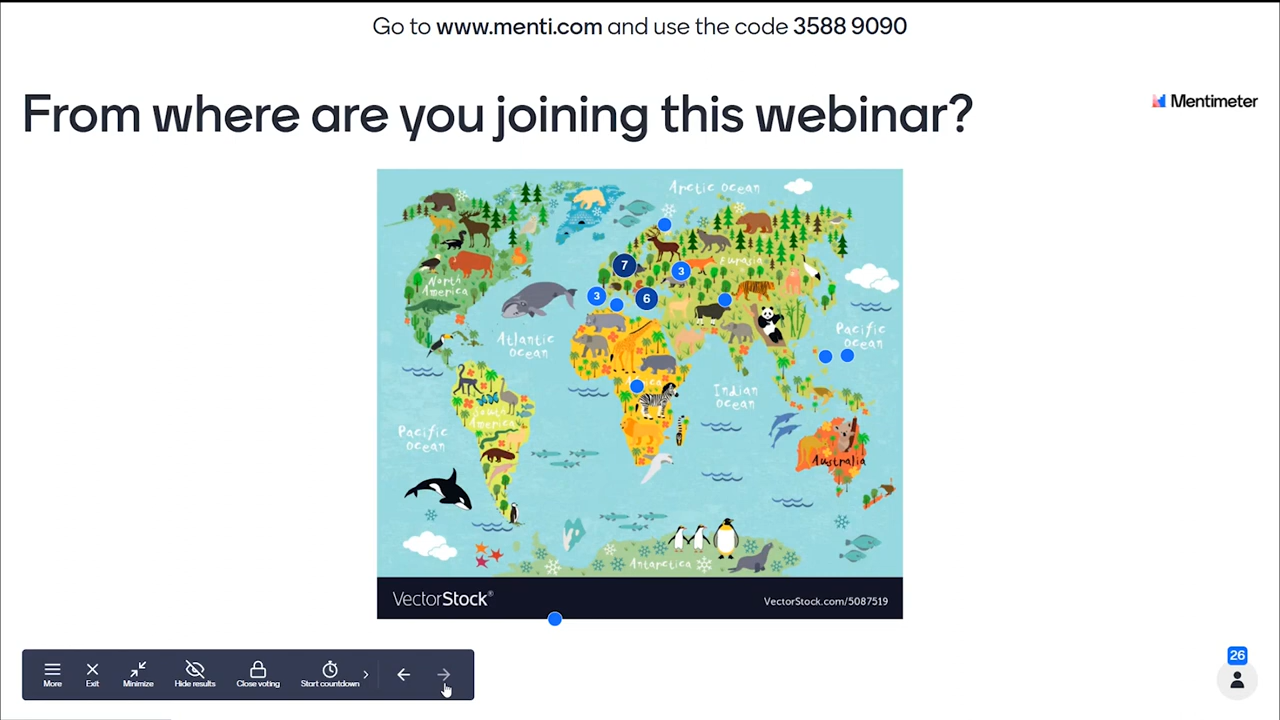 Go to www.menti.com and use the code 3588 9090
From where are you joining this webinar?
Mentimeter
Arctic Ocean
Eurasia
North
America
7
3
3
6
Atlantic
Ocean
Pacific
Ocean
Africa
Indian
Ocean
South
America
Pacific
Ocean
Australia
Antarctica
VectorStock®
VectorStock.com/5087519
26
More
Exit
Minimize
Hide results
Close voting
Start countdown